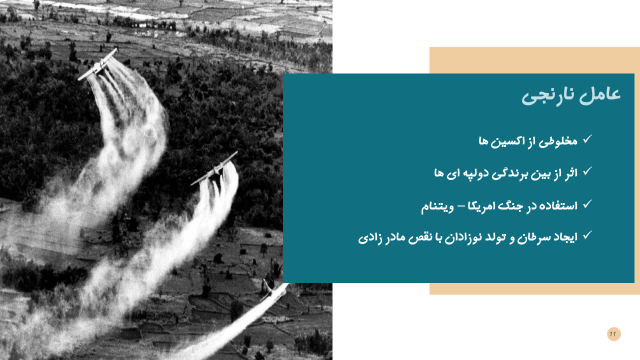 عامل نارنجی
✓ مخلوطی از اکسین ها
✓ اثر از بین برندگی دولپه ای ها
✓ استفاده در جنگ امریکا – ویتنام
✓ ایجاد سرطان و تولد نوزادان با نقص مادر زادی